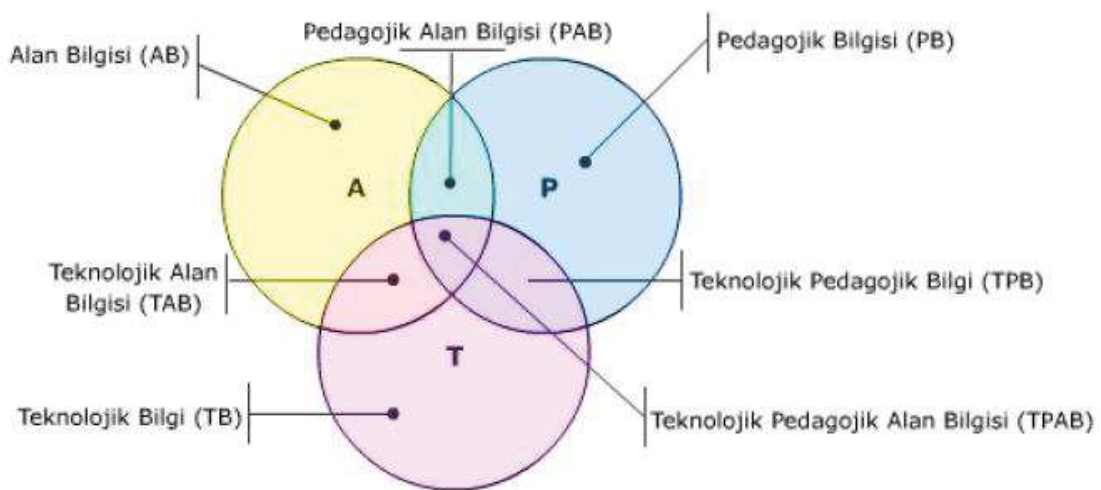 Pedagojik Alan Bilgisi (PAB)
Alan Bilgisi (AB)
Pedagojik Bilgisi (PB)
A
P
Teknolojik Alan
Bilgisi (TAB)
Teknolojik Pedagojik Bilgi (TPB)
T
Teknolojik Bilgi (TB)
Teknolojik Pedagojik Alan Bilgisi (TPAB)